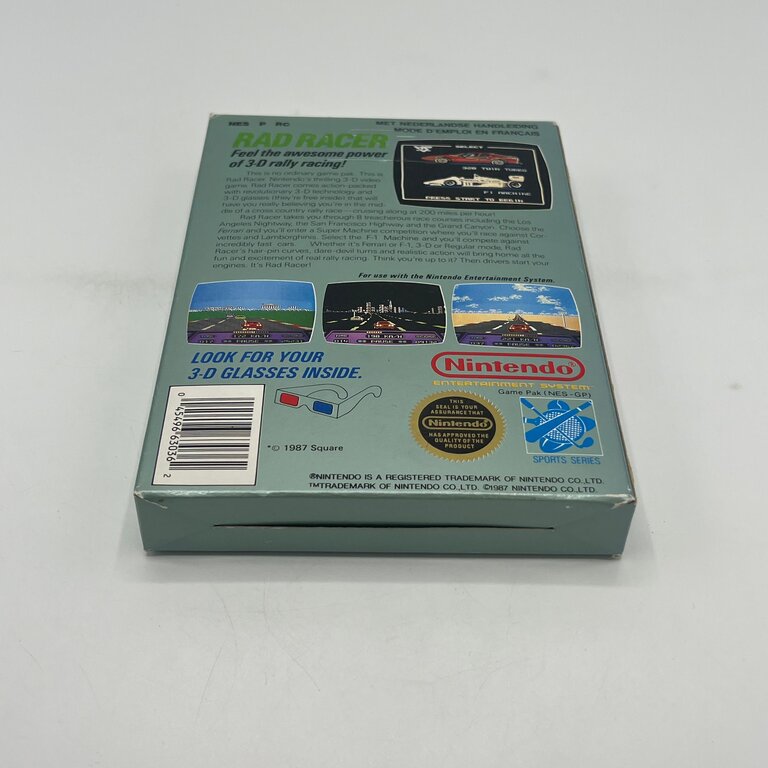 NES P RC
MET NEDERLANDSE HANDLEIDING
MODE D'EMPLOI EN FRANCAIS
RAD RACER
Feel the awesome power
of 3-D rally racing!
This is no ordinary game pak. This is
Rad Racer. Nintendo's thrilling 3-D video
game. Rad Racer comes action-packed
with revolutionary 3-D technology and
3-D glasses (they're free inside) that will
have you really believing you're in the mid-
dle of a cross country rally race—cruising along at 200 miles per hour!
Rad Racer takes you through 8 treacherous race courses including the Los
Angeles Nightway, the San Francisco Highway and the Grand Canyon. Choose the
Ferrari and you'll enter a Super Machine competition where you'll race against Cor-
vettes and Lamborghinis. Select the F-1 Machine and you'll compete against
incredibly fast cars. Whether it's Ferrari or F-1, 3-D or Regular mode, Rad
Racer's hair-pin curves, dare-devil turns and realistic action will bring home all the
fun and excitement of real rally racing. Think you're up to it? Then drivers start your
engines. It's Rad Racer!
SELECT
328 TWIN TURBO
F1 MACHINE
PRESS START TO BEGIN
For use with the Nintendo Entertainment System.
PAUSE
PAUSE
PAUSE
LOOK FOR YOUR
3-D GLASSES INSIDE.
Nintendo®
ENTERTAINMENT SYSTEM™
Game Pak (NES-GP)
THIS
SEAL IS YOUR
ASSURANCE THAT
Nintendo
HAS APPROVED THE
QUALITY OF THE
PRODUCT
SPORTS SERIES
0 45496 63036 2
*© 1987 Square
®NINTENDO IS A REGISTERED TRADEMARK OF NINTENDO CO.,LTD.
™TRADEMARK OF NINTENDO CO.,LTD. ©1987 NINTENDO CO.,LTD.